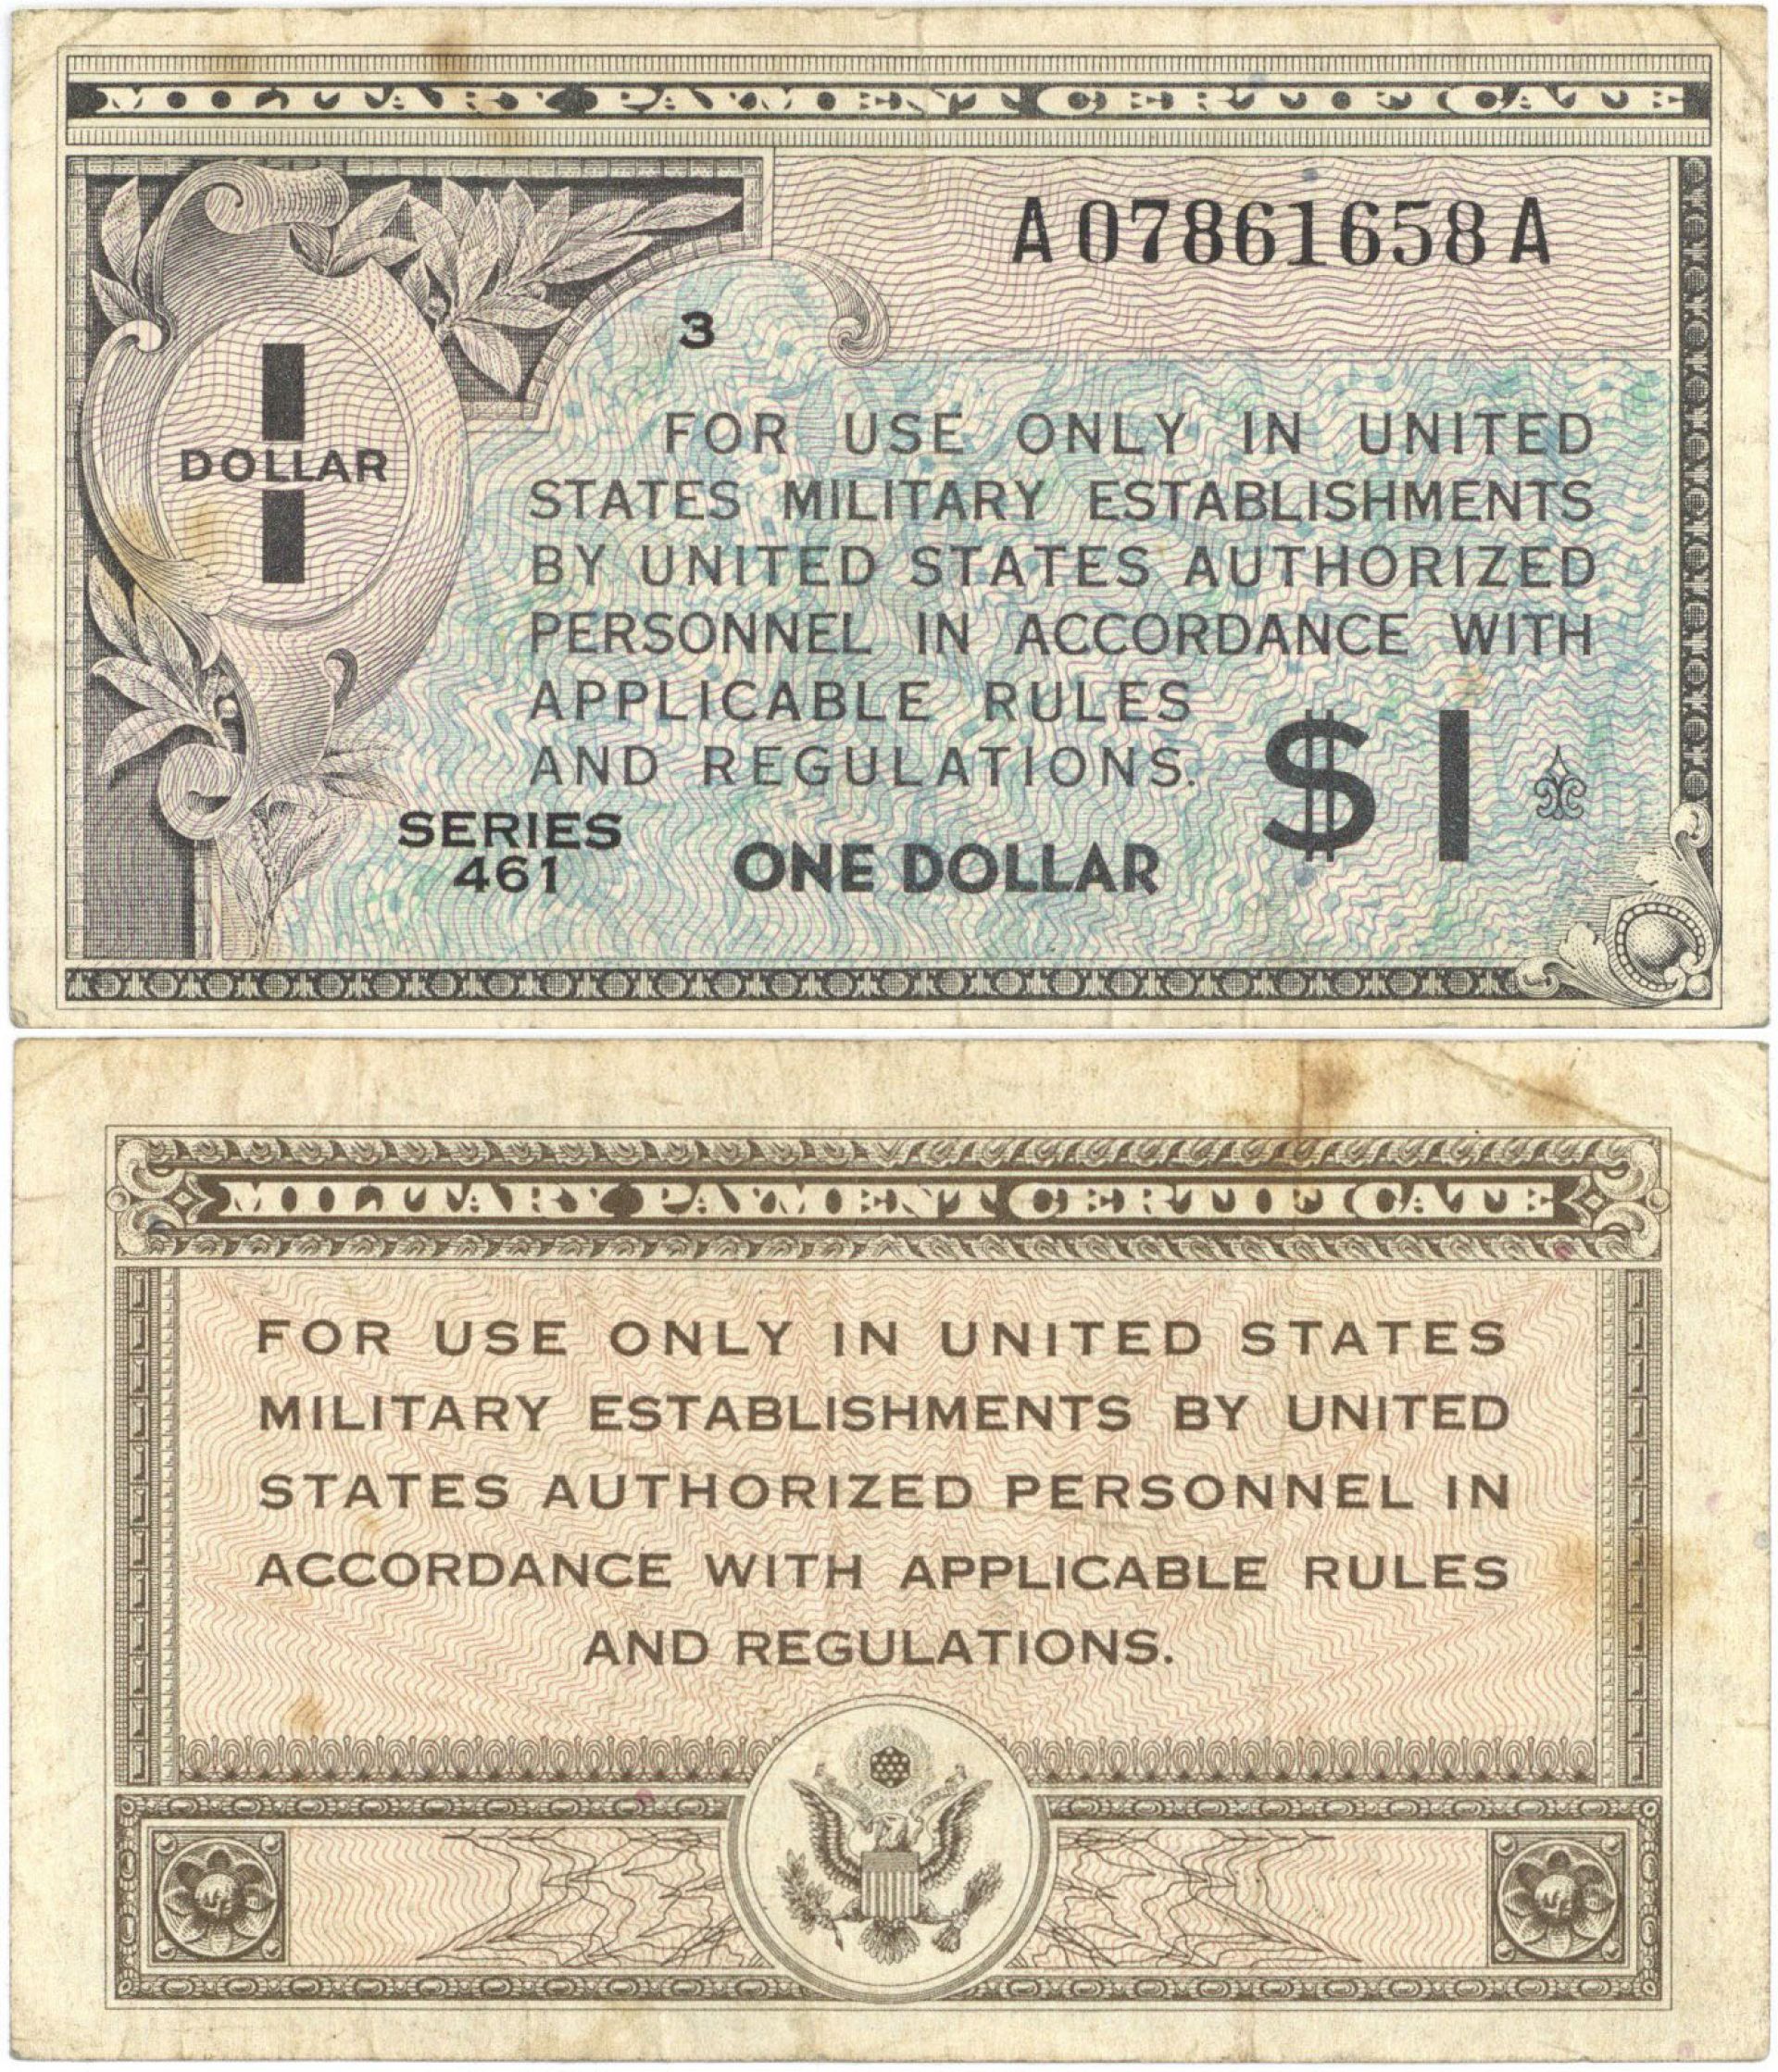 MILITARY PAYMENT CERTIFICATE
A07861658A
3
1
DOLLAR
FOR USE ONLY IN UNITED
STATES MILITARY ESTABLISHMENTS
BY UNITED STATES AUTHORIZED
PERSONNEL IN ACCORDANCE WITH
APPLICABLE RULES
AND REGULATIONS.
$1
SERIES
461
ONE DOLLAR
MILITARY PAYMENT CERTIFICATE
FOR USE ONLY IN UNITED STATES
MILITARY ESTABLISHMENTS BY UNITED
STATES AUTHORIZED PERSONNEL IN
ACCORDANCE WITH APPLICABLE RULES
AND REGULATIONS.